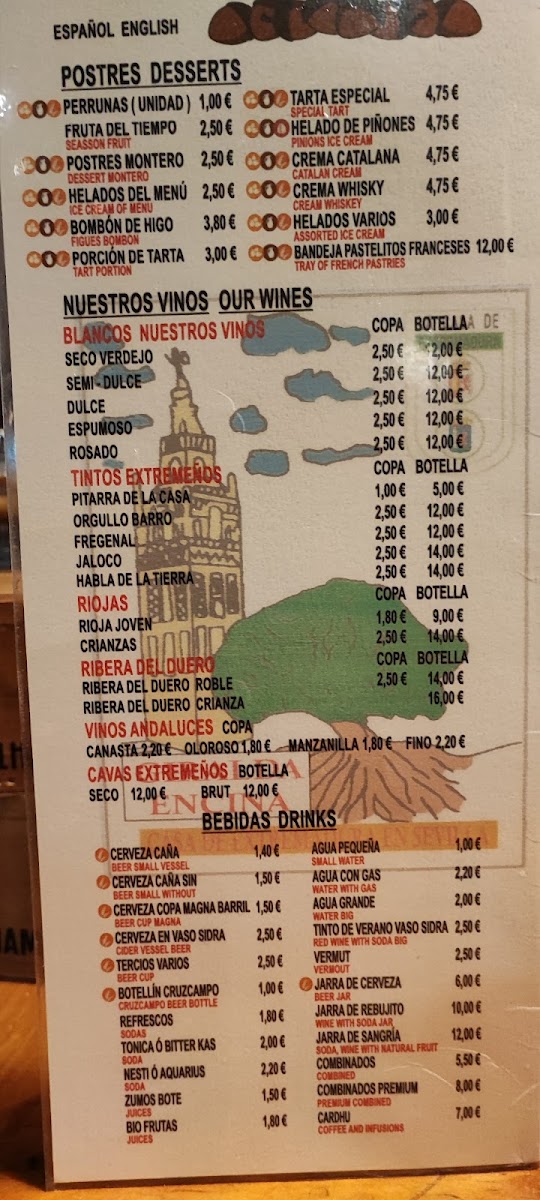 ESPAÑOL ENGLISH
POSTRES DESSERTS
PERRUNAS ( UNIDAD ) 1,00 €
FRUTA DEL TIEMPO 2,50 €
SEASSON FRUIT
POSTRES MONTERO 2,50 €
DESSERT MONTERO
HELADOS DEL MENÚ 2,50 €
ICE CREAM OF MENU
BOMBÓN DE HIGO 3,80 €
FIGUES BOMBON
PORCIÓN DE TARTA 3,00 €
TART PORTION
TARTA ESPECIAL 4,75 €
SPECIAL TART
HELADO DE PIÑONES 4,75 €
PINIONS ICE CREAM
CREMA CATALANA 4,75 €
CATALAN CREAM
CREMA WHISKY 4,75 €
CREAM WHISKEY
HELADOS VARIOS 3,00 €
ASSORTED ICE CREAM
BANDEJA PASTELITOS FRANCESES 12,00 €
TRAY OF FRENCH PASTRIES
NUESTROS VINOS OUR WINES
BLANCOS NUESTROS VINOS COPA BOTELLA
SECO VERDEJO 2,50 € 12,00 €
SEMI - DULCE 2,50 € 12,00 €
DULCE 2,50 € 12,00 €
ESPUMOSO 2,50 € 12,00 €
ROSADO 2,50 € 12,00 €
TINTOS EXTREMEÑOS COPA BOTELLA
PITARRA DE LA CASA 1,00 € 5,00 €
ORGULLO BARRO 2,50 € 12,00 €
FREGENAL 2,50 € 12,00 €
JALOCO 2,50 € 14,00 €
HABLA DE LA TIERRA 2,50 € 14,00 €
RIOJAS COPA BOTELLA
RIOJA JOVEN 1,80 € 9,00 €
CRIANZAS 2,50 € 14,00 €
RIBERA DEL DUERO COPA BOTELLA
RIBERA DEL DUERO ROBLE 2,50 € 14,00 €
RIBERA DEL DUERO CRIANZA 16,00 €
VINOS ANDALUCES COPA
CANASTA 2,20 € OLOROSO 1,80 € MANZANILLA 1,80 € FINO 2,20 €
CAVAS EXTREMEÑOS BOTELLA
SECO 12,00 € BRUT 12,00 €
ENCINA
BEBIDAS DRINKS
CERVEZA CAÑA 1,40 €
BEER SMALL VESSEL
CERVEZA CAÑA SIN 1,50 €
BEER SMALL WITHOUT
CERVEZA COPA MAGNA BARRIL 1,50 €
BEER CUP MAGNA
CERVEZA EN VASO SIDRA 2,50 €
CIDER VESSEL BEER
TERCIOS VARIOS 2,50 €
BEER CUP
BOTELLÍN CRUZCAMPO 1,00 €
CRUZCAMPO BEER BOTTLE
REFRESCOS 1,80 €
SODAS
TONICA Ó BITTER KAS 2,00 €
SODA
NESTI Ó AQUARIUS 2,20 €
SODA
ZUMOS BOTE 1,50 €
JUICES
BIO FRUTAS 1,80 €
JUICES
AGUA PEQUEÑA 1,00 €
SMALL WATER
AGUA CON GAS 2,20 €
WATER WITH GAS
AGUA GRANDE 2,00 €
WATER BIG
TINTO DE VERANO VASO SIDRA 2,50 €
RED WINE WITH SODA BIG
VERMUT 2,50 €
VERMOUT
JARRA DE CERVEZA 6,00 €
BEER JAR
JARRA DE REBUJITO 10,00 €
WINE WITH SODA JAR
JARRA DE SANGRÍA 12,00 €
SODA, WINE WITH NATURAL FRUIT
COMBINADOS 5,50 €
COMBINED
COMBINADOS PREMIUM 8,00 €
PREMIUM COMBINED
CARDHU 7,00 €
COFFEE AND INFUSIONS